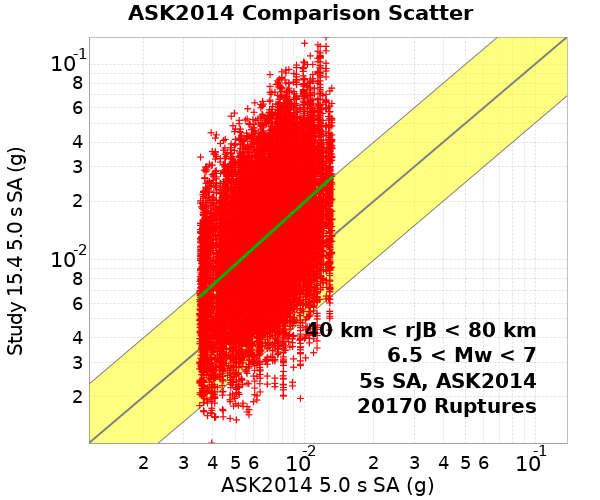 ASK2014 Comparison Scatter
10-1
8
6
4
3
2
10-2
8
6
4
3
2
Study 15.4 5.0 s SA (g)
40 km < rJB < 80 km
6.5 < Mw < 7
5s SA, ASK2014
20170 Ruptures
2 3 4 5 6 10-2 2 3 4 5 6 10-1
ASK2014 5.0 s SA (g)